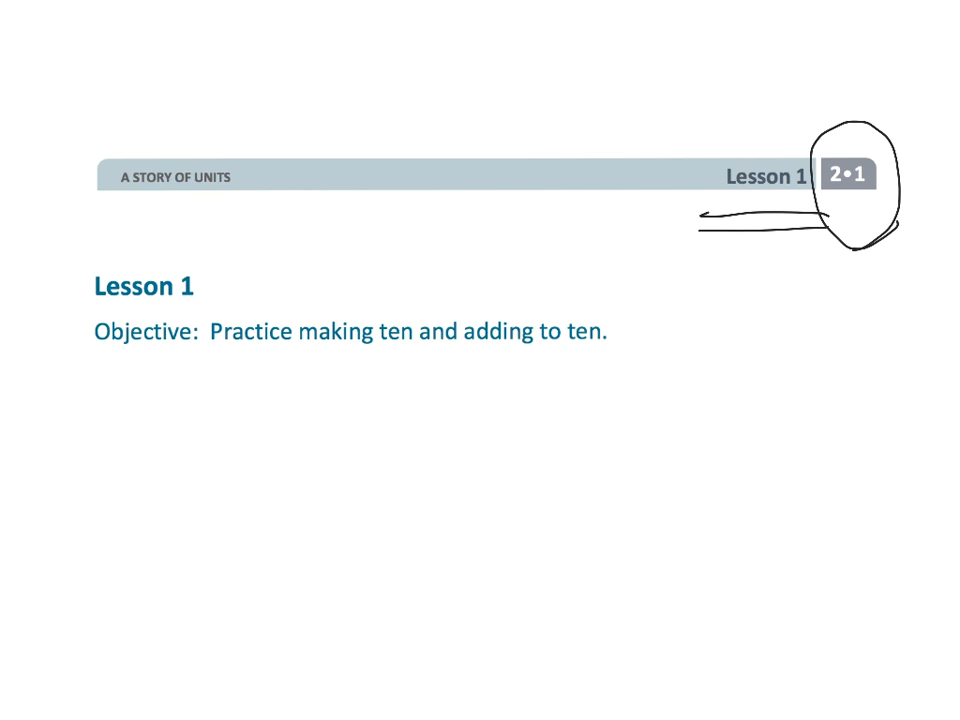 A STORY OF UNITS Lesson 1 2•1
Lesson 1
Objective: Practice making ten and adding to ten.